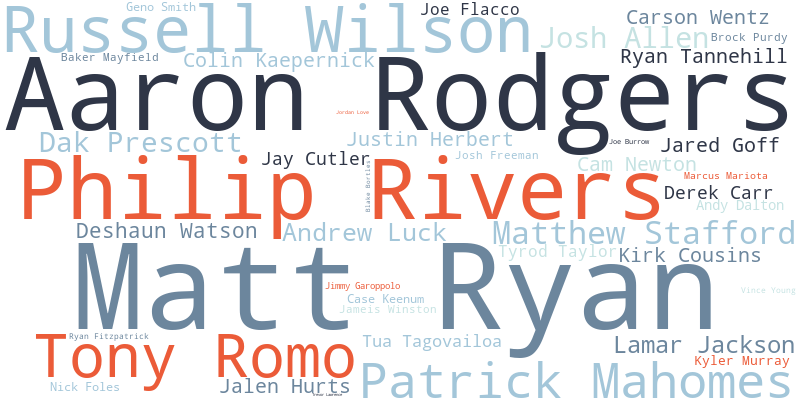 Geno Smith
Joe Flacco
Russell Wilson
Carson Wentz
Josh Allen
Brock Purdy
Baker Mayfield
Colin Kaepernick
Ryan Tannehill
Aaron Rodgers
Jordan Love
Dak Prescott
Justin Herbert
Joe Burrow
Jared Goff
Jay Cutler
Josh Freeman
Cam Newton
Marcus Mariota
Philip Rivers
Blake Bortles
Derek Carr
Andy Dalton
Deshaun Watson
Andrew Luck
Matthew Stafford
Tyrod Taylor
Kirk Cousins
Matt Ryan
Jimmy Garoppolo
Vince Young
Case Keenum
Jameis Winston
Ryan Fitzpatrick
Tony Romo
Tua Tagovailoa
Lamar Jackson
Kyler Murray
Nick Foles
Jalen Hurts
Patrick Mahomes
Trevor Lawrence